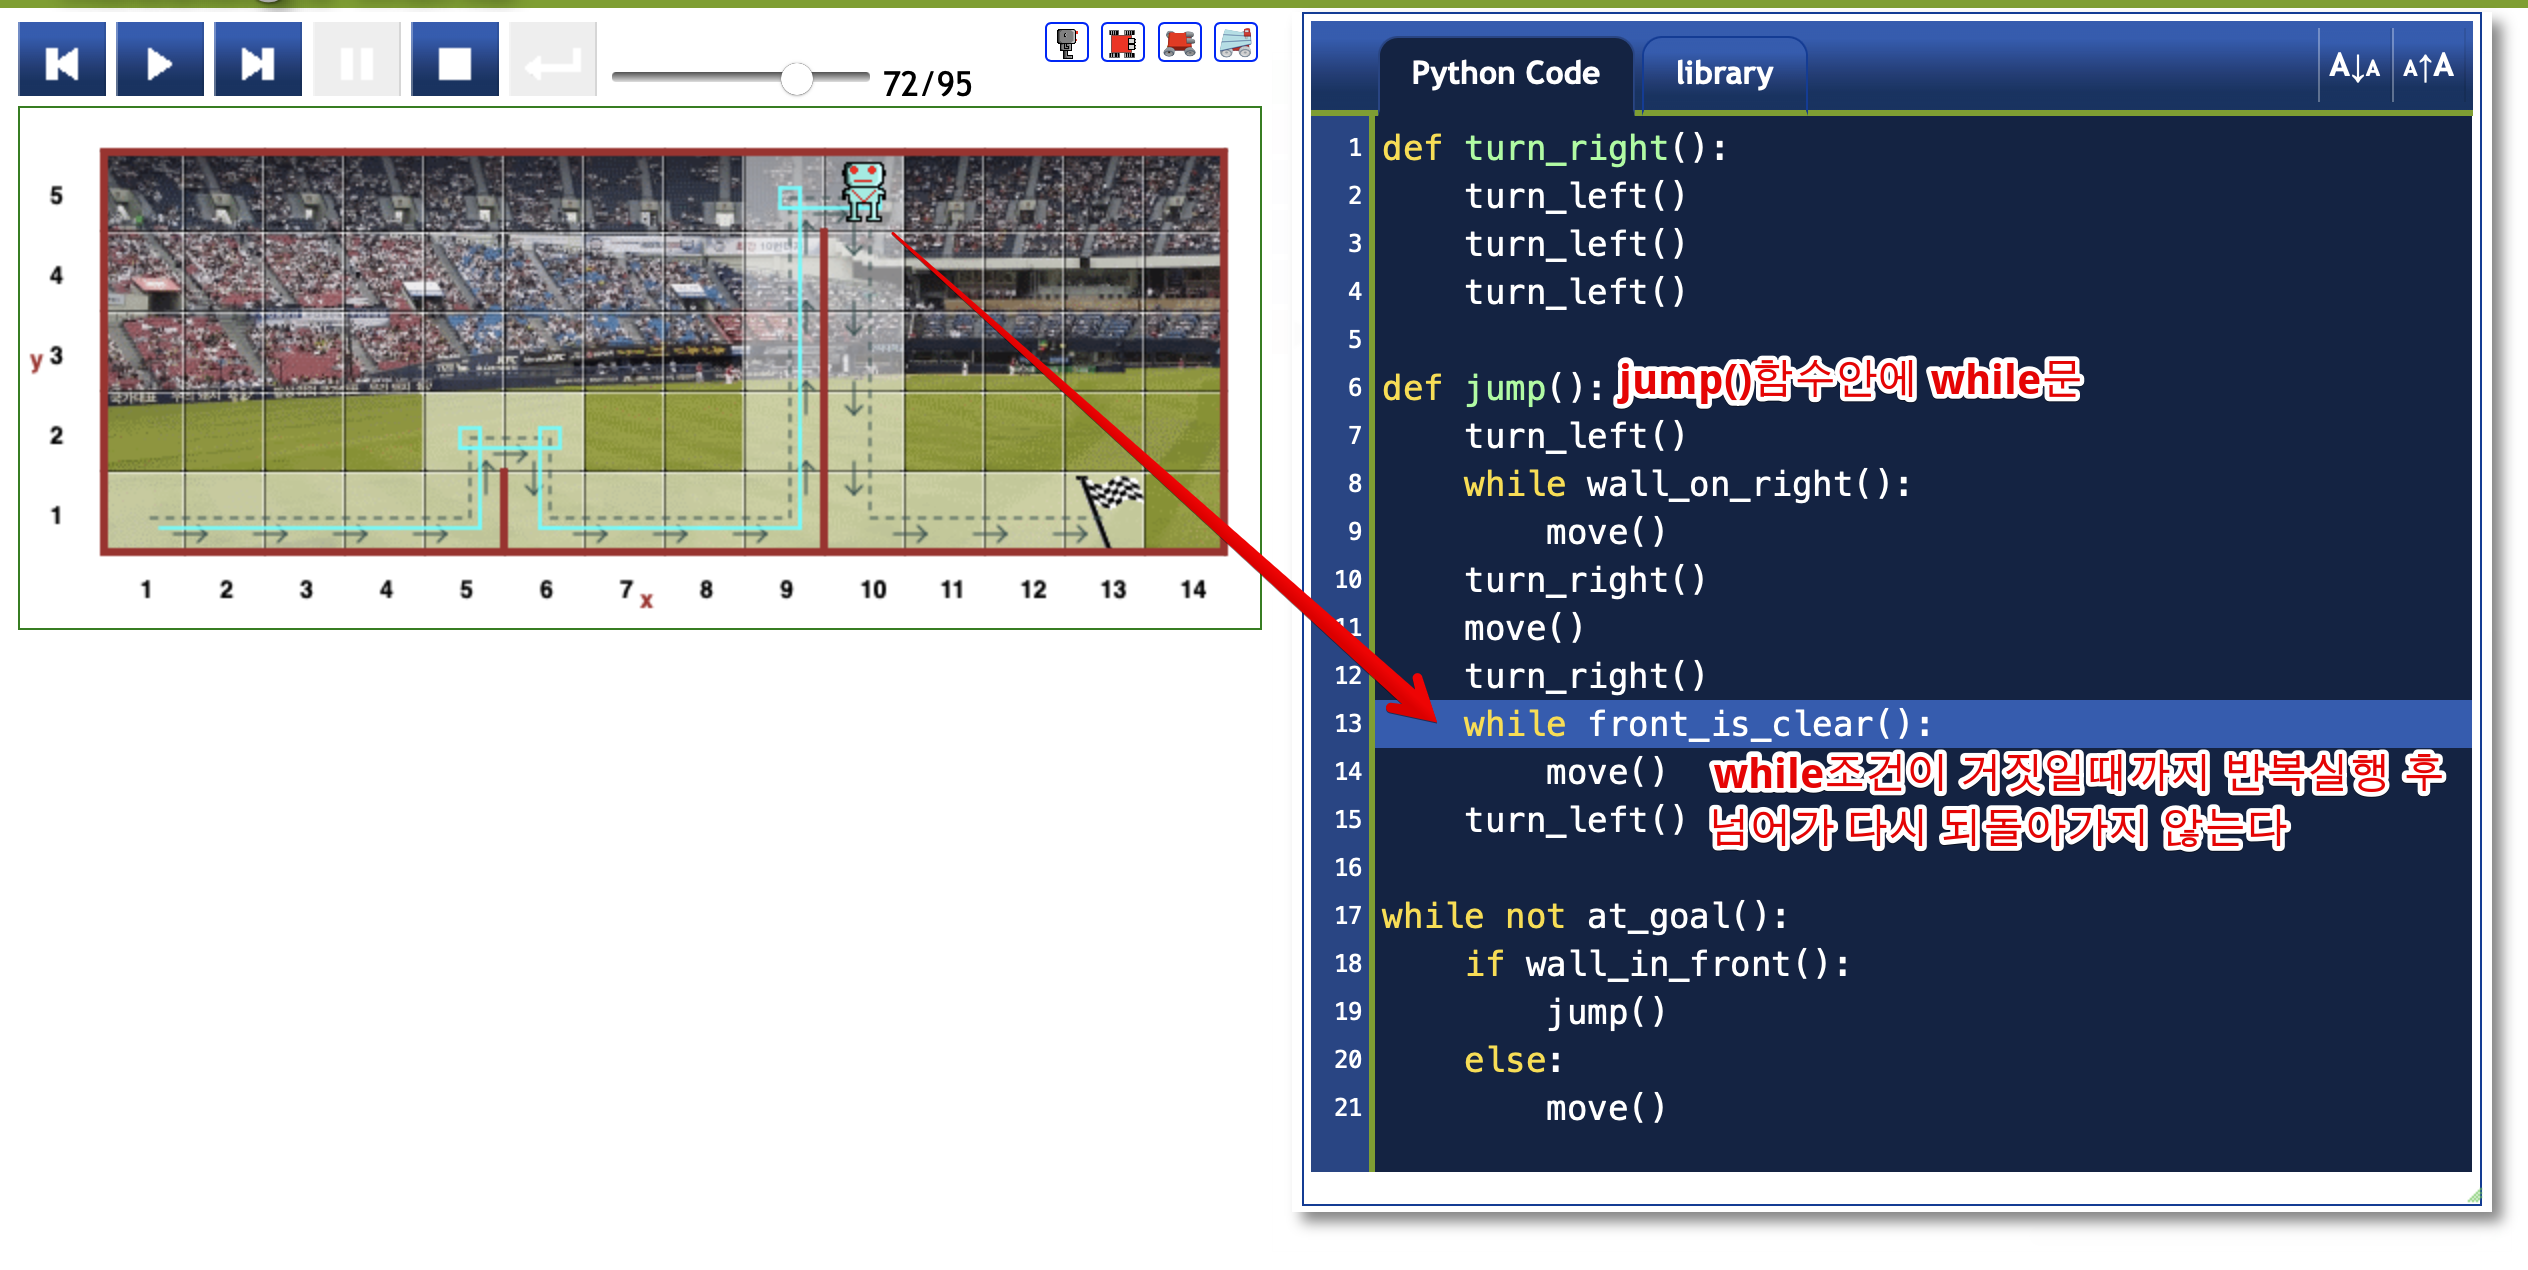 72/95
5
4
y 3
2
1
1 2 3 4 5 6 7 x 8 9 10 11 12 13 14
Python Code
library
A↓A
A↑A
1 def turn_right():
2 turn_left()
3 turn_left()
4 turn_left()
5
6 def jump(): jump()함수안에 while문
7 turn_left()
8 while wall_on_right():
9 move()
10 turn_right()
11 move()
12 turn_right()
13 while front_is_clear():
14 move() while조건이 거짓일때까지 반복실행 후
15 turn_left() 넘어가 다시 되돌아가지 않는다
16
17 while not at_goal():
18 if wall_in_front():
19 jump()
20 else:
21 move()